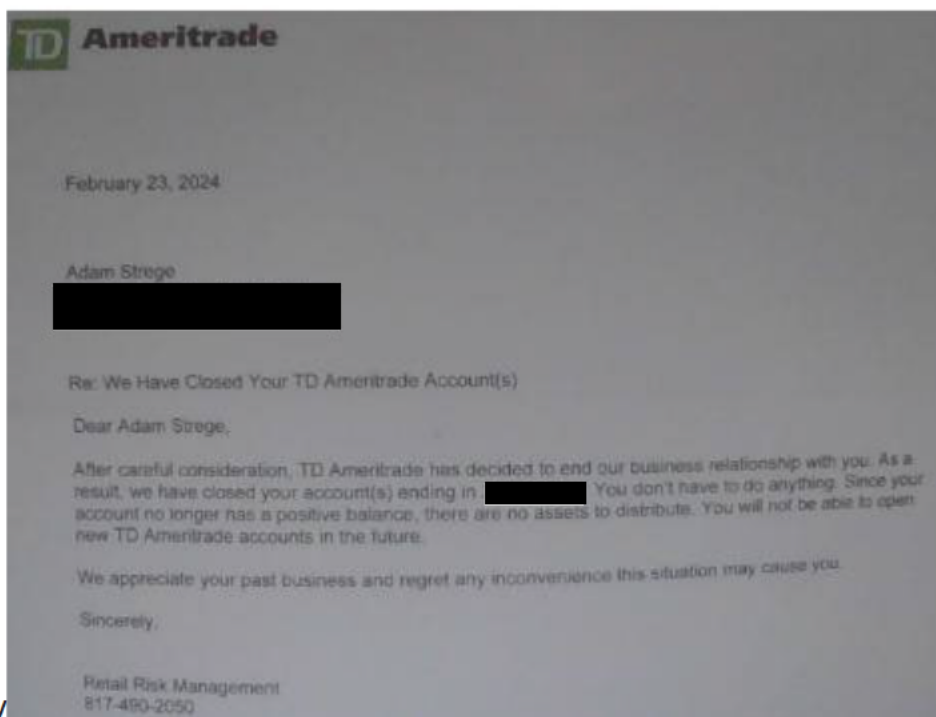 TD Ameritrade
February 23, 2024
Adam Strege
Re: We Have Closed Your TD Ameritrade Account(s)
Dear Adam Strege,
After careful consideration, TD Ameritrade has decided to end our business relationship with you. As a
result, we have closed your account(s) ending in You don't have to do anything. Since your
account no longer has a positive balance, there are no assets to distribute. You will not be able to open
new TD Ameritrade accounts in the future.
We appreciate your past business and regret any inconvenience this situation may cause you.
Sincerely,
Retail Risk Management
817-490-2050
/